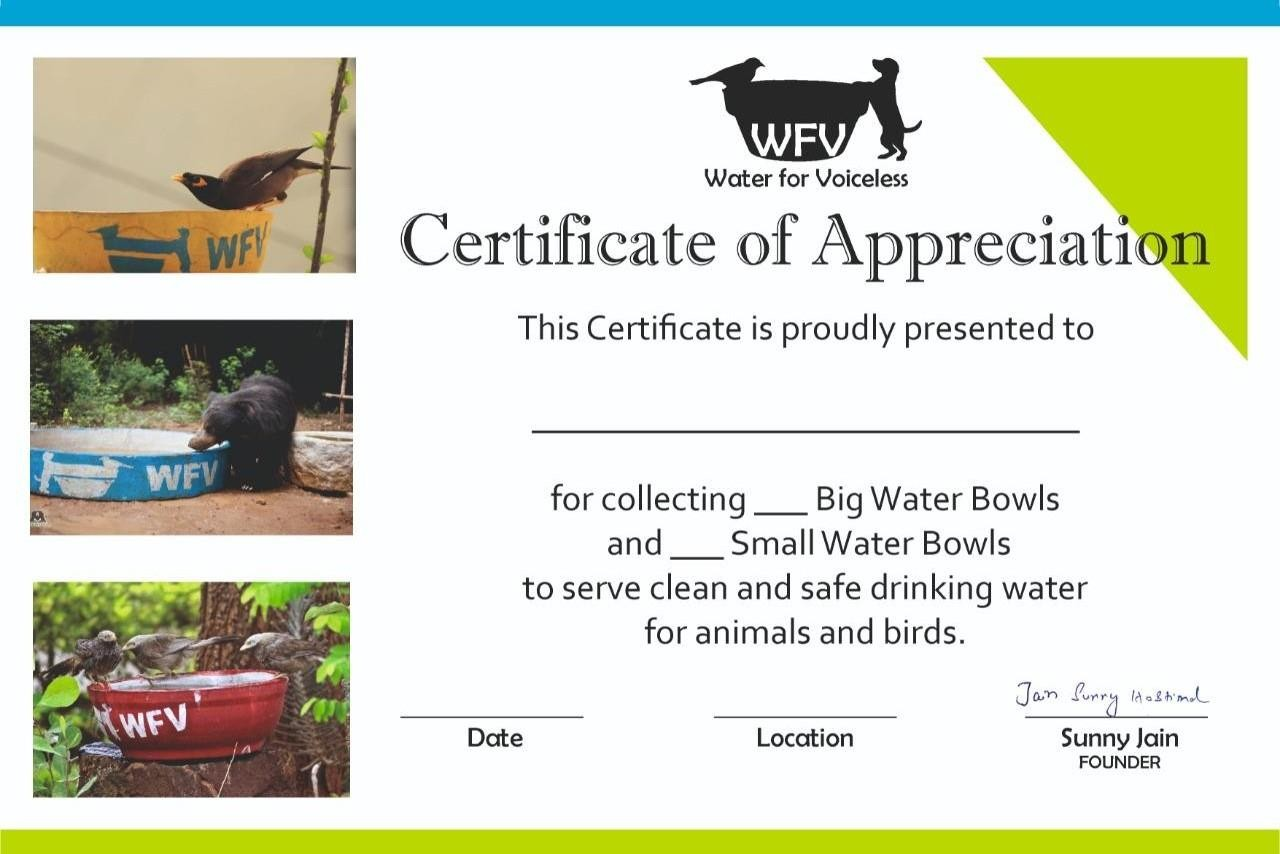 WFV
WFV
WFV
WFV
Water for Voiceless
Certificate of Appreciation
This Certificate is proudly presented to
for collecting ___ Big Water Bowls
and ___ Small Water Bowls
to serve clean and safe drinking water
for animals and birds.
Jain Sunny Hastimal
Date
Location
Sunny Jain
FOUNDER